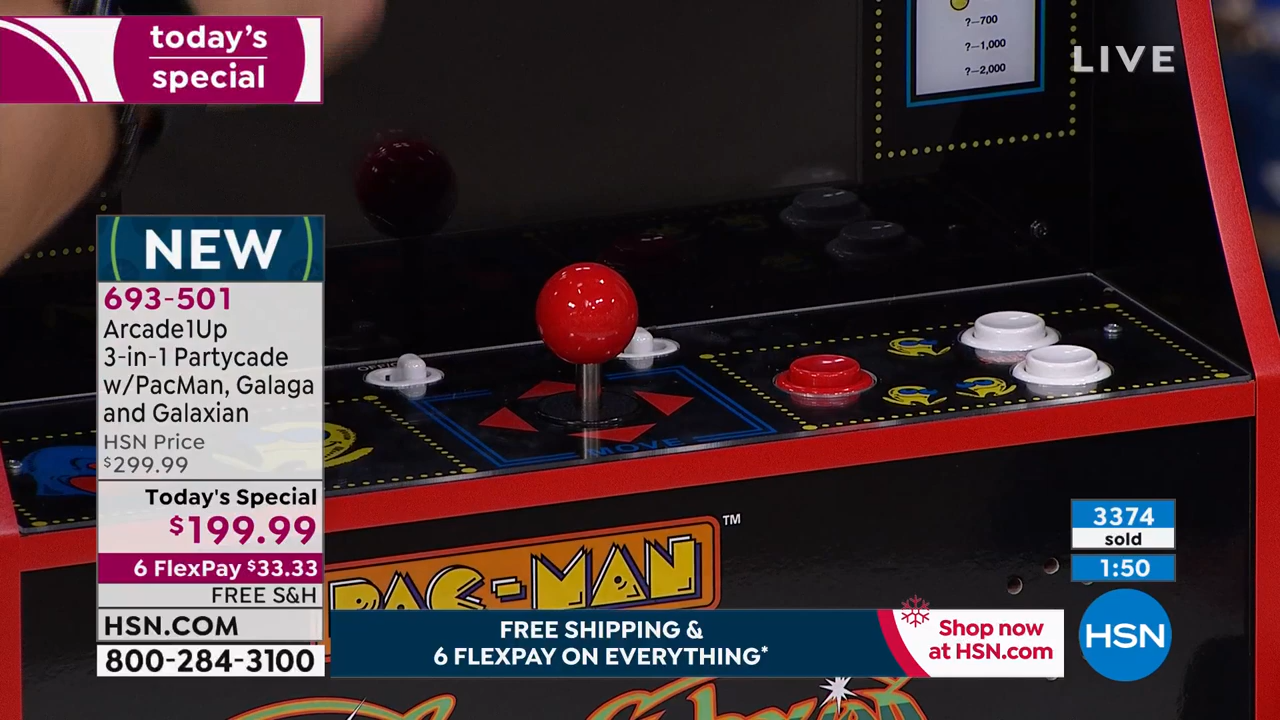 today's
special
?—700
?—1,000
?—2,000
LIVE
NEW
693-501
Arcade1Up
3-in-1 Partycade
w/PacMan, Galaga
and Galaxian
HSN Price
$299.99
Today's Special
$199.99
6 FlexPay $33.33
FREE S&H
HSN.COM
800-284-3100
MOVE
PAC-MAN
TM
3374
sold
1:50
FREE SHIPPING &
6 FLEXPAY ON EVERYTHING*
Shop now
at HSN.com
HSN